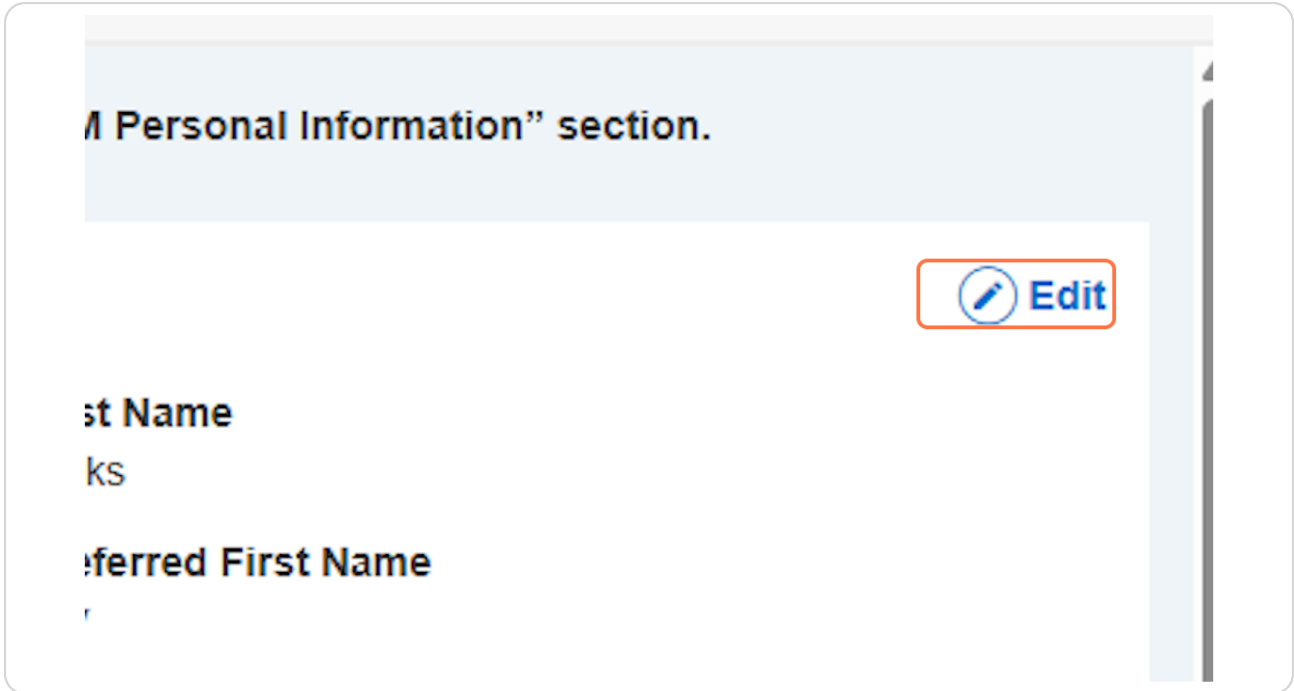 M Personal Information” section.
Edit
st Name
ks
eferred First Name